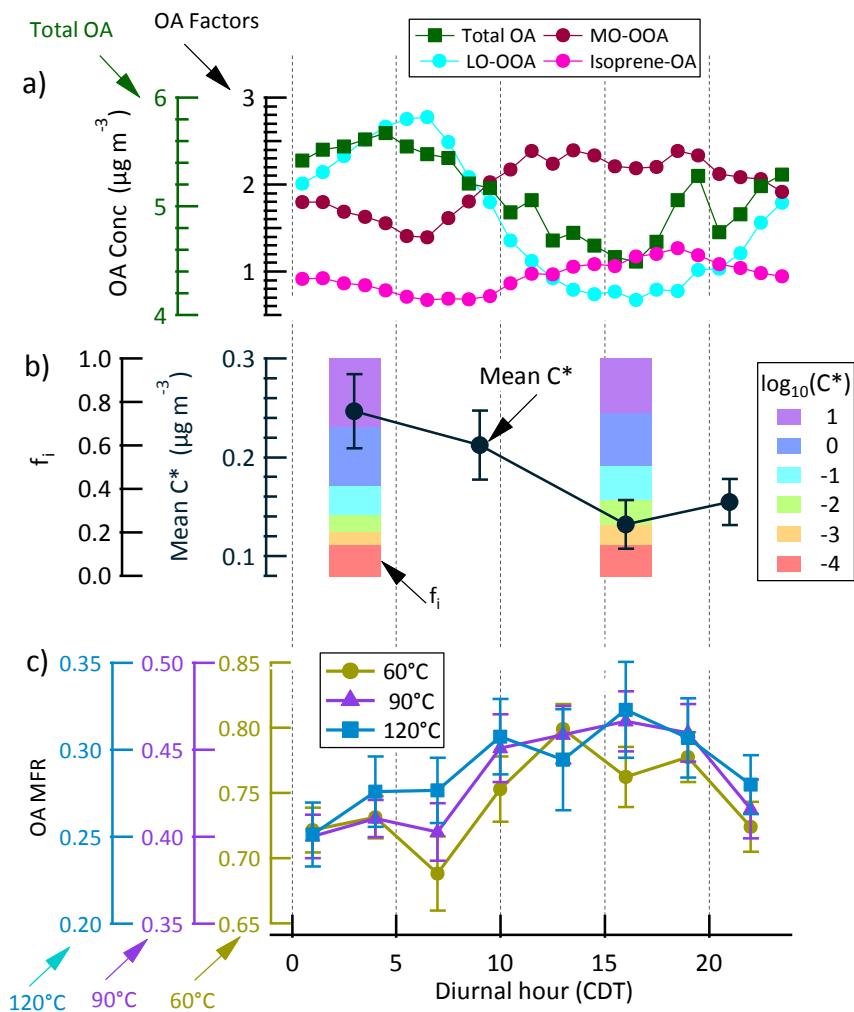 Total OA
OA Factors
Total OA
MO-OOA
LO-OOA
Isoprene-OA
a)
6
5
4
3
2
1
OA Conc (µg m⁻³)
b)
1.0
0.8
0.6
0.4
0.2
0.0
fᵢ
0.3
0.2
0.1
Mean C* (µg m⁻³)
Mean C*
fᵢ
log₁₀(C*)
1
0
-1
-2
-3
-4
c)
0.35
0.30
0.25
0.20
0.50
0.45
0.40
0.35
0.85
0.80
0.75
0.70
0.65
OA MFR
60°C
90°C
120°C
0
5
10
15
20
Diurnal hour (CDT)
120°C
90°C
60°C